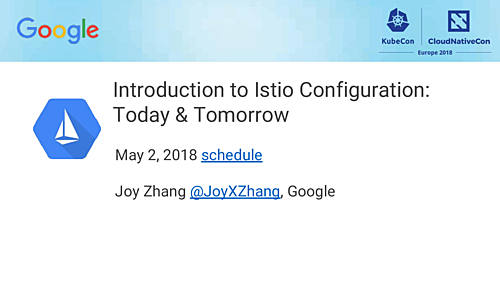 Google
KubeCon
CloudNativeCon
Europe 2018
Introduction to Istio Configuration:
Today & Tomorrow
May 2, 2018 schedule
Joy Zhang @JoyXZhang, Google